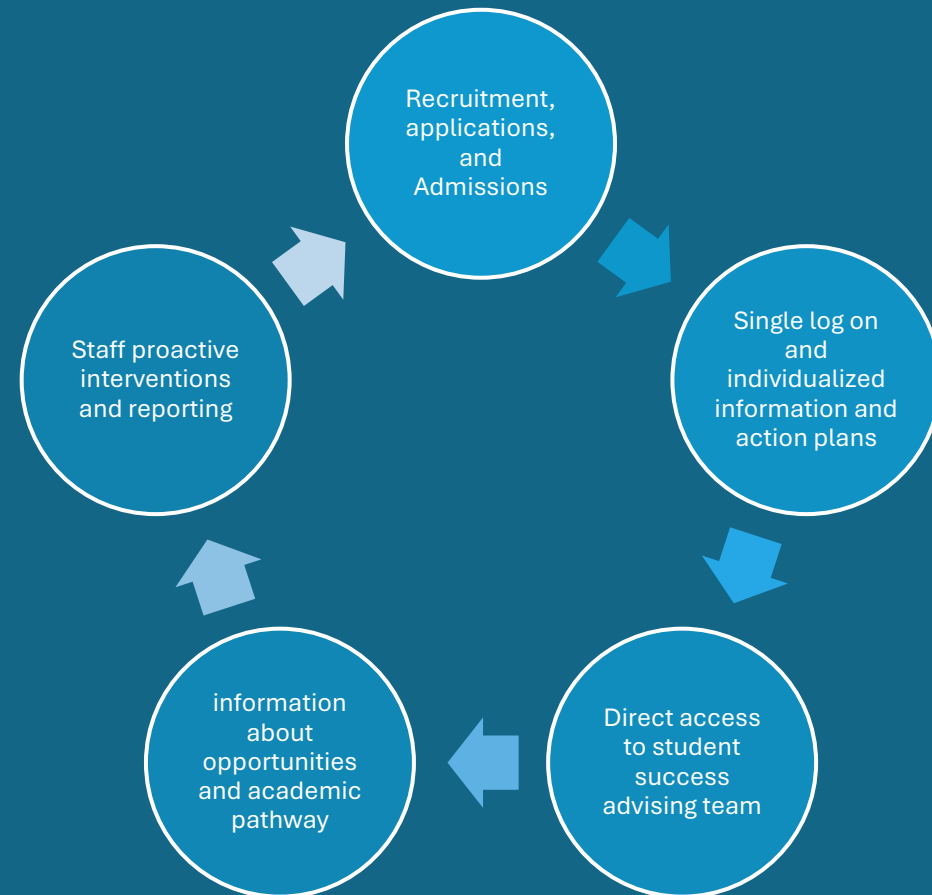 Recruitment,
applications,
and
Admissions
Single log on
and
individualized
information and
action plans
Direct access
to student
success
advising team
information
about
opportunities
and academic
pathway
Staff proactive
interventions
and reporting